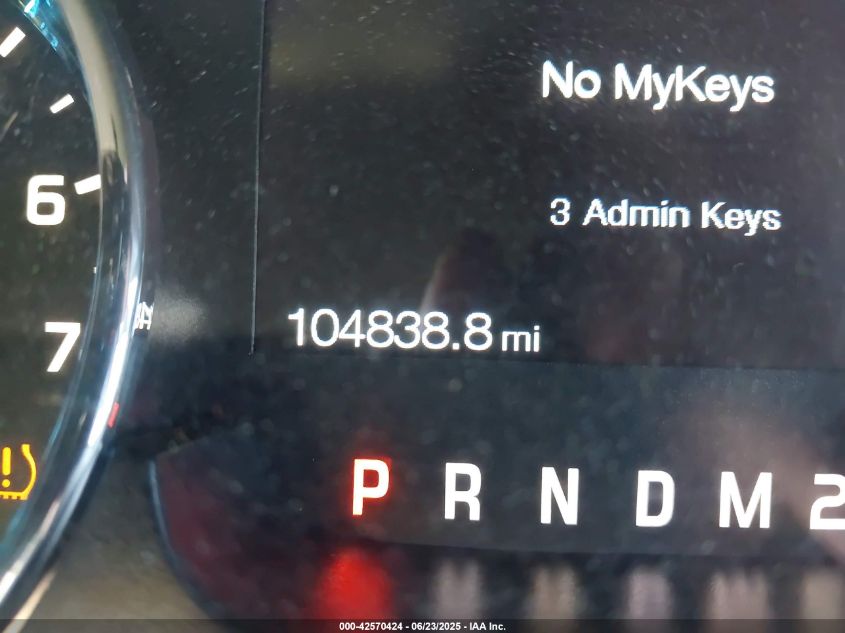 No MyKeys
6
3 Admin Keys
104838.8 mi
7
!
P R N D M 2
000-42570424 - 06/23/2025 - IAA Inc.